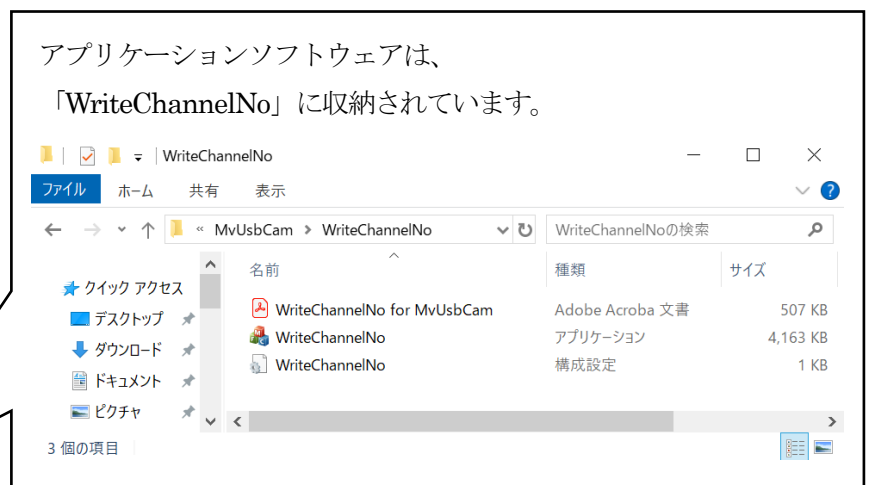 アプリケーションソフトウェアは、
「WriteChannelNo」に収納されています。
WriteChannelNo
ファイル ホーム 共有 表示
« MvUsbCam > WriteChannelNo WriteChannelNoの検索
名前 種類 サイズ
クイック アクセス
WriteChannelNo for MvUsbCam Adobe Acroba 文書 507 KB
デスクトップ
WriteChannelNo アプリケーション 4,163 KB
ダウンロード
WriteChannelNo 構成設定 1 KB
ドキュメント
ピクチャ
3 個の項目